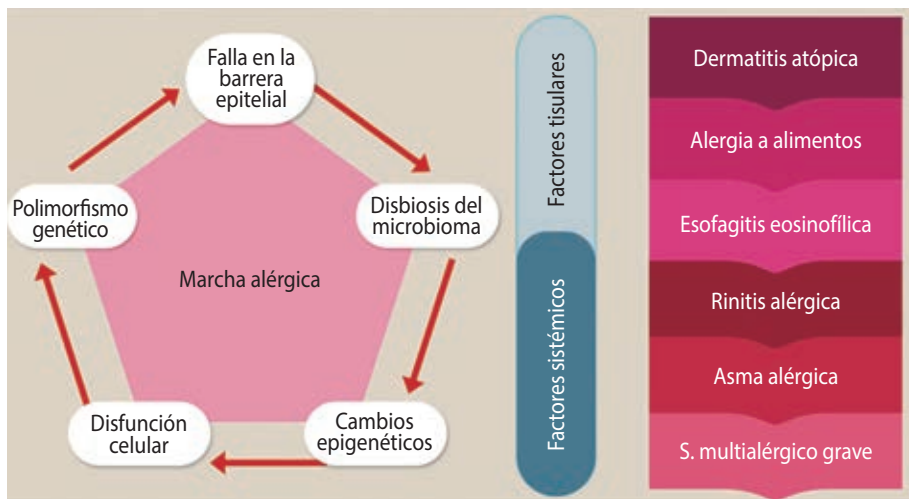 Falla en la
barrera
epitelial
Polimorfismo
genético
Disbiosis del
microbioma
Marcha alérgica
Disfunción
celular
Cambios
epigenéticos
Factores tisulares
Factores sistémicos
Dermatitis atópica
Alergia a alimentos
Esofagitis eosinofílica
Rinitis alérgica
Asma alérgica
S. multialérgico grave